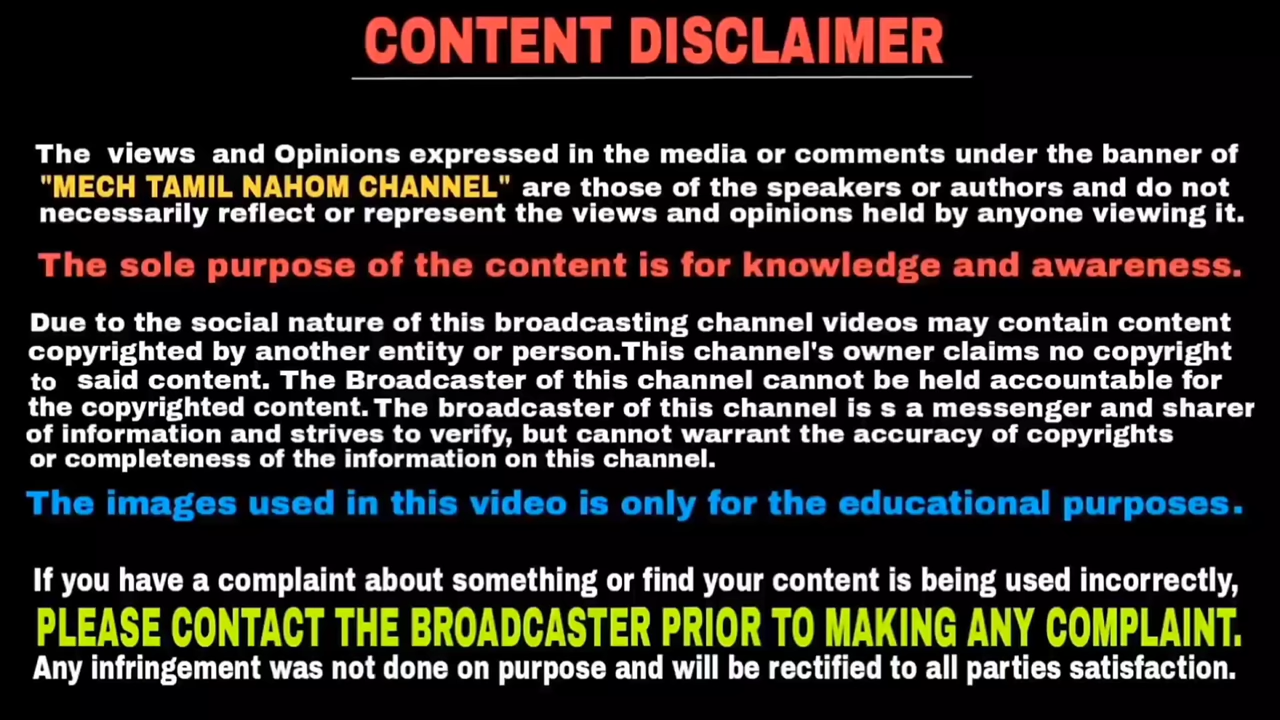 CONTENT DISCLAIMER
The views and Opinions expressed in the media or comments under the banner of
"MECH TAMIL NAHOM CHANNEL" are those of the speakers or authors and do not
necessarily reflect or represent the views and opinions held by anyone viewing it.
The sole purpose of the content is for knowledge and awareness.
Due to the social nature of this broadcasting channel videos may contain content
copyrighted by another entity or person.This channel's owner claims no copyright
to said content. The Broadcaster of this channel cannot be held accountable for
the copyrighted content. The broadcaster of this channel is s a messenger and sharer
of information and strives to verify, but cannot warrant the accuracy of copyrights
or completeness of the information on this channel.
The images used in this video is only for the educational purposes.
If you have a complaint about something or find your content is being used incorrectly,
PLEASE CONTACT THE BROADCASTER PRIOR TO MAKING ANY COMPLAINT.
Any infringement was not done on purpose and will be rectified to all parties satisfaction.